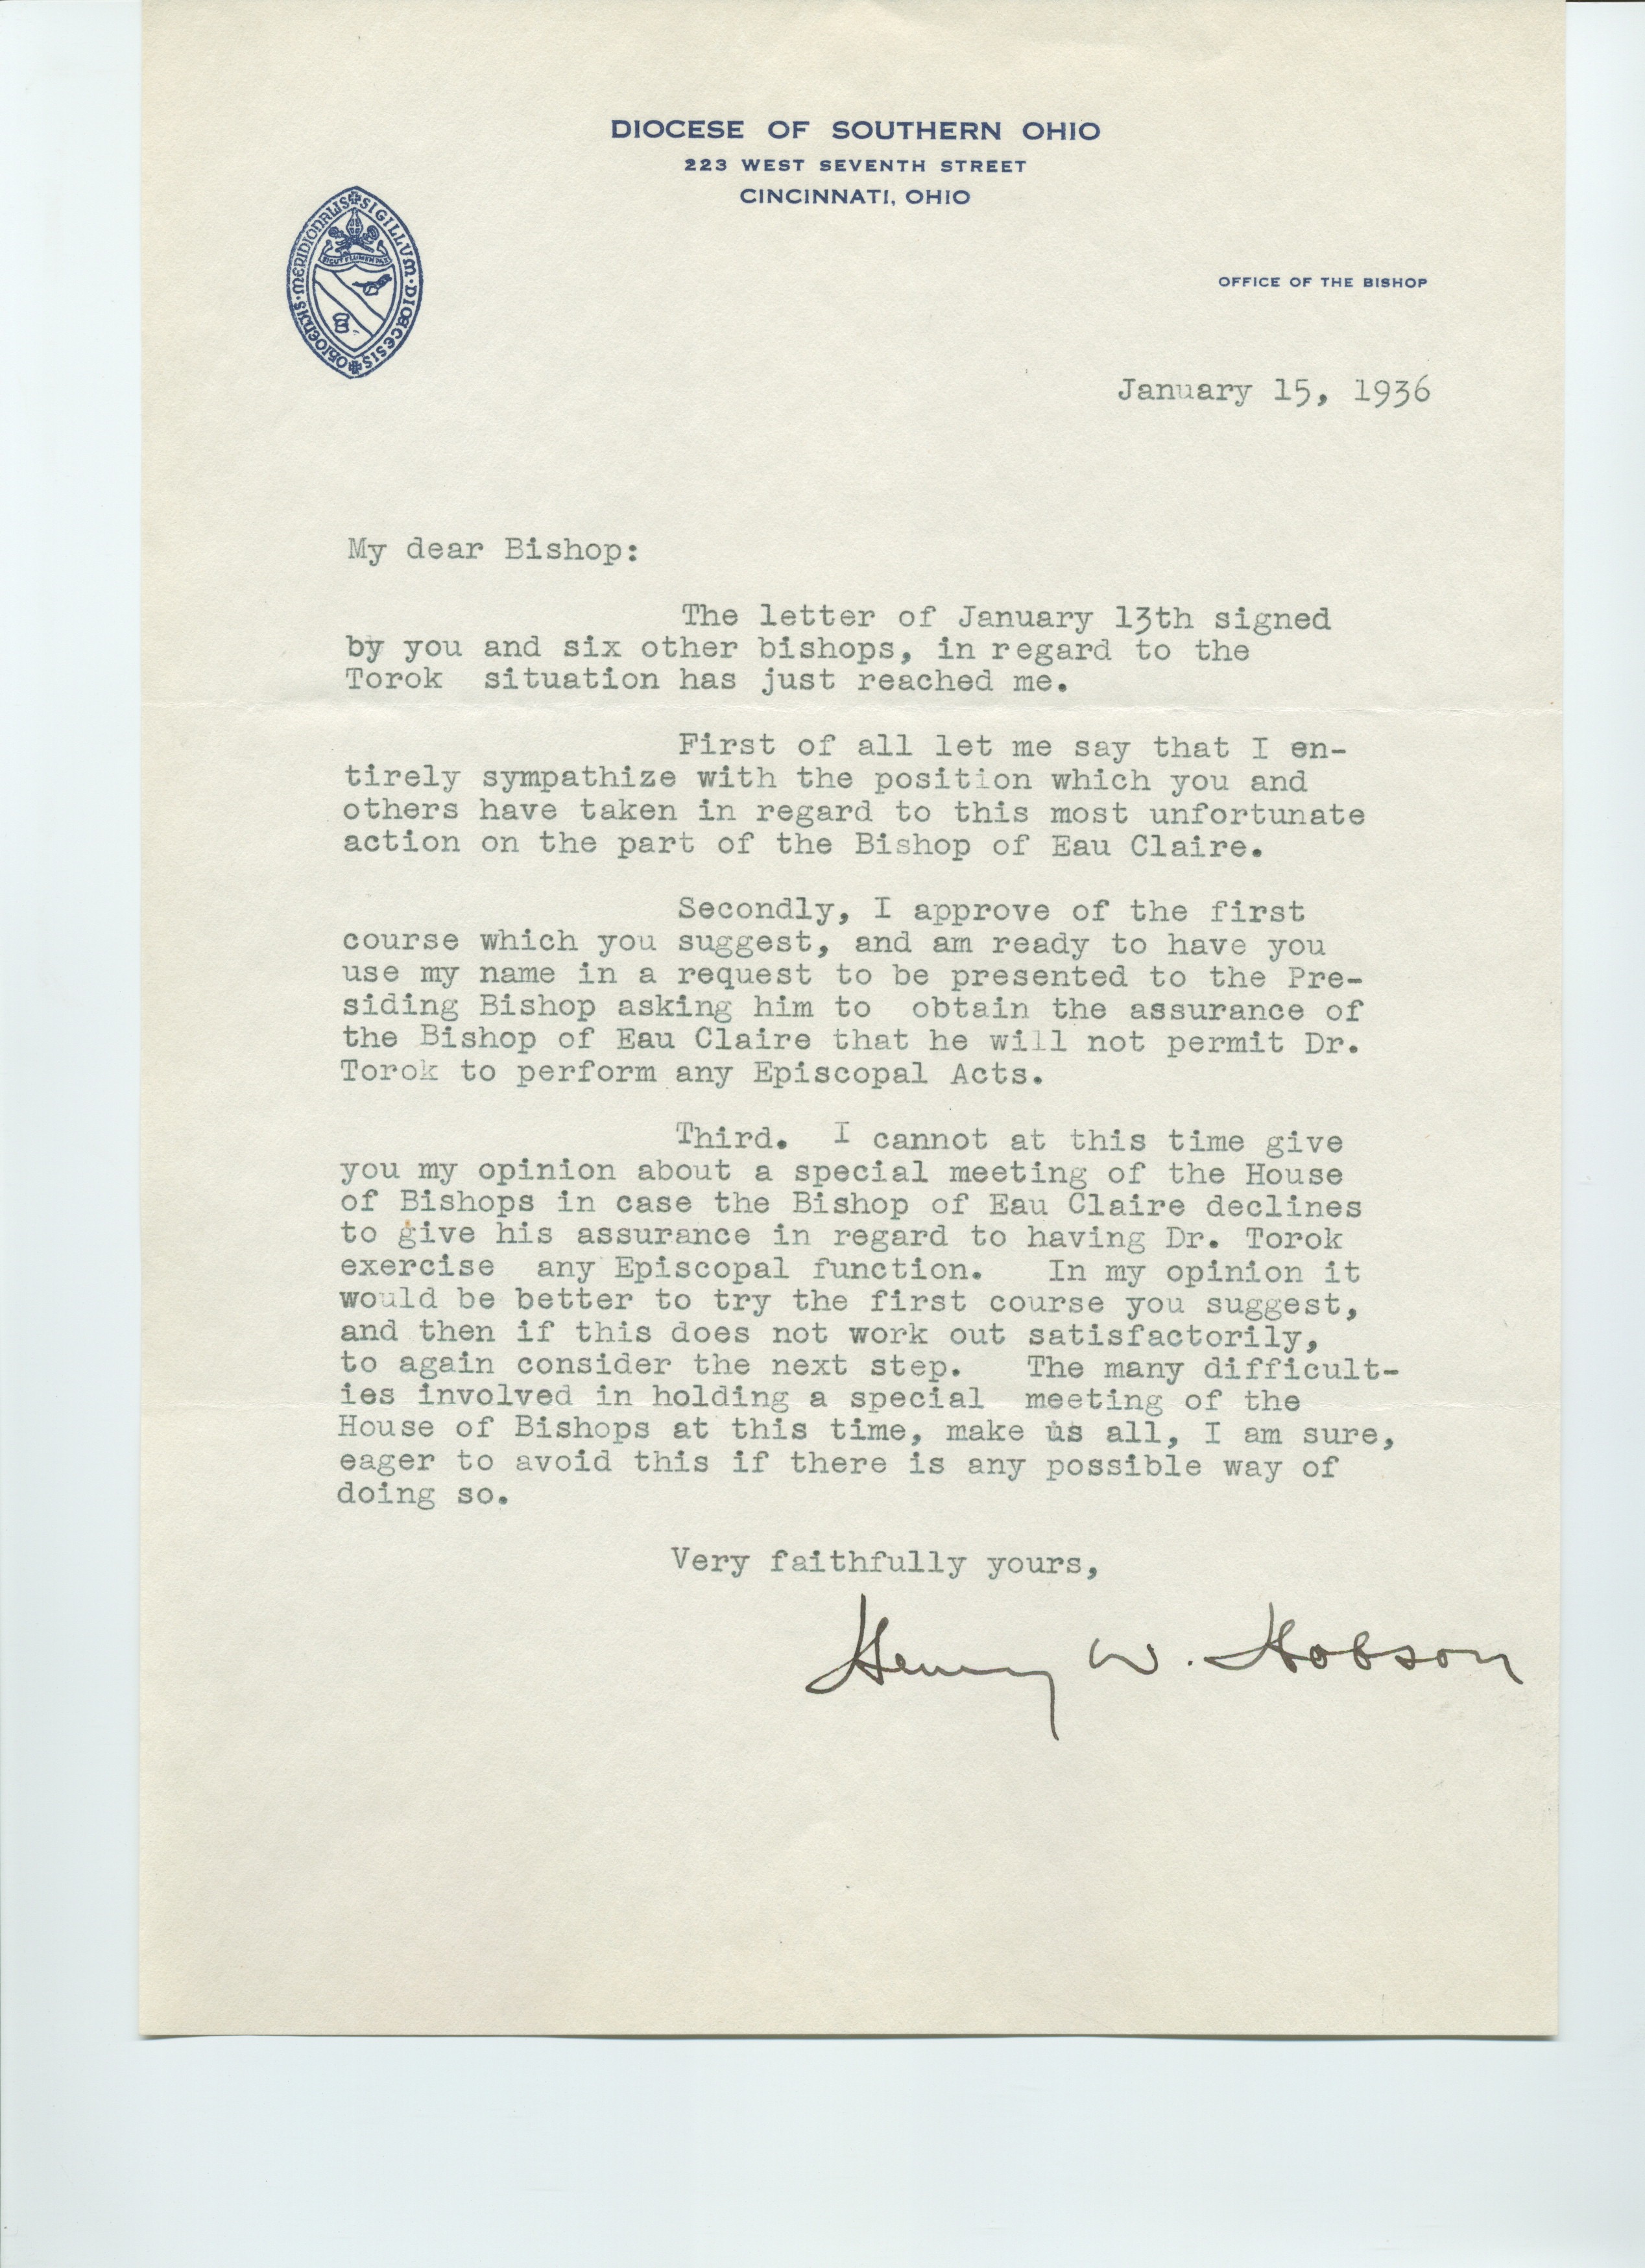 DIOCESE OF SOUTHERN OHIO
223 WEST SEVENTH STREET
CINCINNATI, OHIO
SIGILLUM · DIOCESIS OHIOENSIS · MERIDIONALIS
OFFICE OF THE BISHOP
January 15, 1936
My dear Bishop:
The letter of January 13th signed
by you and six other bishops, in regard to the
Torok situation has just reached me.
First of all let me say that I en-
tirely sympathize with the position which you and
others have taken in regard to this most unfortunate
action on the part of the Bishop of Eau Claire.
Secondly, I approve of the first
course which you suggest, and am ready to have you
use my name in a request to be presented to the Pre-
siding Bishop asking him to obtain the assurance of
the Bishop of Eau Claire that he will not permit Dr.
Torok to perform any Episcopal Acts.
Third. I cannot at this time give
you my opinion about a special meeting of the House
of Bishops in case the Bishop of Eau Claire declines
to give his assurance in regard to having Dr. Torok
exercise any Episcopal function. In my opinion it
would be better to try the first course you suggest,
and then if this does not work out satisfactorily,
to again consider the next step. The many difficult-
ies involved in holding a special meeting of the
House of Bishops at this time, make us all, I am sure,
eager to avoid this if there is any possible way of
doing so.
Very faithfully yours,
Henry W. Hobson